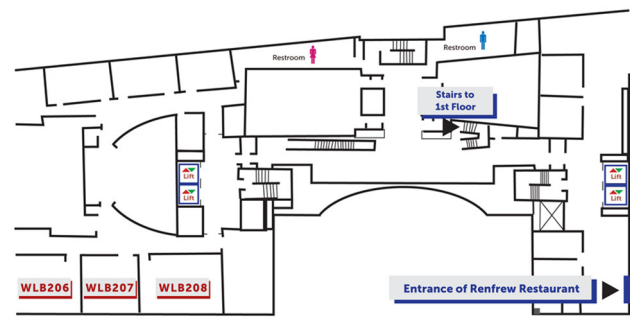 Restroom
Restroom
Stairs to
1st Floor
Lift
Lift
Lift
Lift
WLB206
WLB207
WLB208
Entrance of Renfrew Restaurant